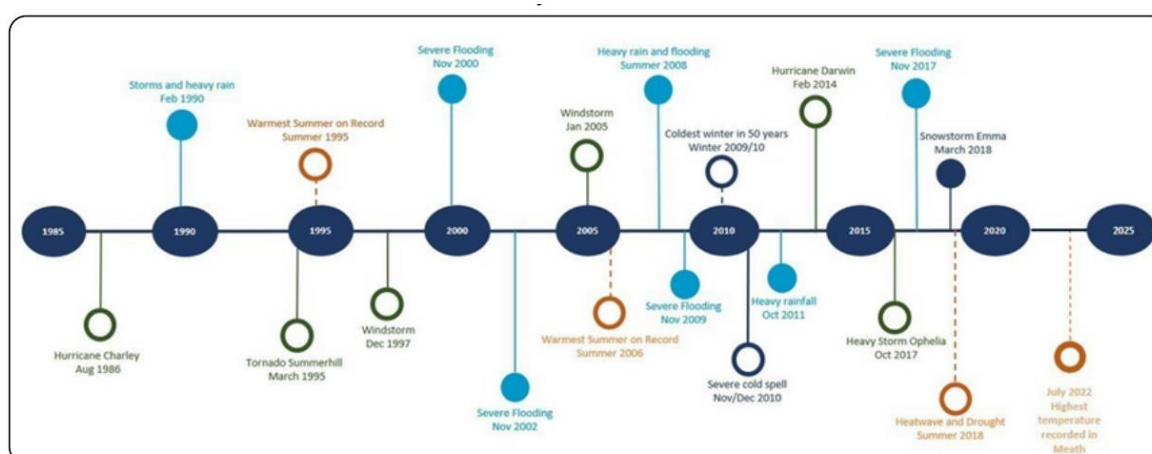 Severe Flooding
Nov 2000
Heavy rain and flooding
Summer 2008
Severe Flooding
Nov 2017
Hurricane Darwin
Feb 2014
Storms and heavy rain
Feb 1990
Warmest Summer on Record
Summer 1995
Windstorm
Jan 2005
Coldest winter in 50 years
Winter 2009/10
Snowstorm Emma
March 2018
1985
1990
1995
2000
2005
2010
2015
2020
2025
Hurricane Charley
Aug 1986
Tornado Summerhill
March 1995
Windstorm
Dec 1997
Severe Flooding
Nov 2002
Warmest Summer on Record
Summer 2006
Severe Flooding
Nov 2009
Heavy rainfall
Oct 2011
Severe cold spell
Nov/Dec 2010
Heavy Storm Ophelia
Oct 2017
Heatwave and Drought
Summer 2018
July 2022
Highest
temperature
recorded in
Meath